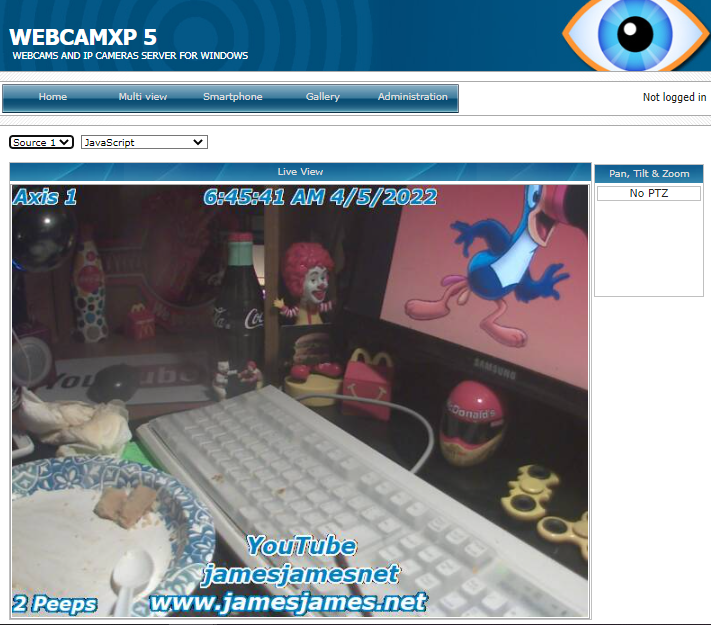 WEBCAMXP 5
WEBCAMS AND IP CAMERAS SERVER FOR WINDOWS
Home Multi view Smartphone Gallery Administration
Not logged in
Source 1 JavaScript
Live View
Pan, Tilt & Zoom
No PTZ
Axis 1 6:45:41 AM 4/5/2022
SAMSUNG
McDonald's
YouTube
jamesjamesnet
2 Peeps www.jamesjames.net